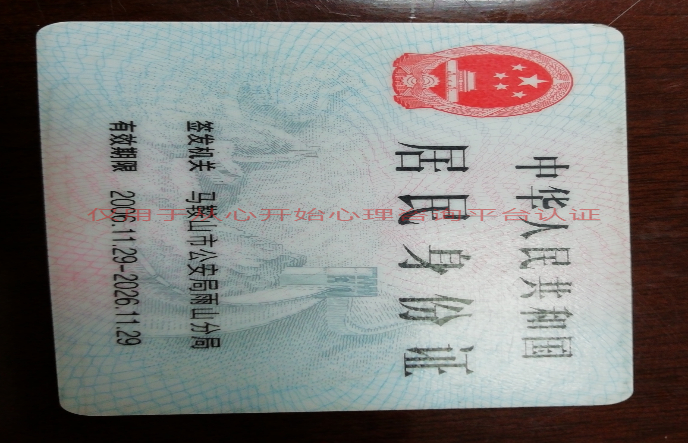 中华人民共和国
居民身份证
签发机关 马鞍山市公安局雨山分局
有效期限 2006.11.29-2026.11.29
仅用于从心开始心理咨询平台认证